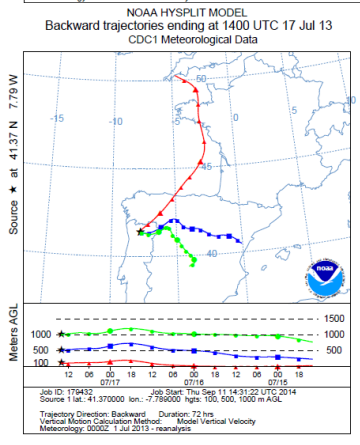 NOAA HYSPLIT MODEL
Backward trajectories ending at 1400 UTC 17 Jul 13
CDC1 Meteorological Data
Source ★ at 41.37 N 7.79 W
50
-15
-10
-5
0
5
10
45
40
noaa
Meters AGL
1500
1000
1000
500
500
100
12 06 00 18 12 06 00 18 12 06 00 18
07/17 07/16 07/15
Job ID: 179432 Job Start: Thu Sep 11 14:31:22 UTC 2014
Source 1 lat.: 41.370000 lon.: -7.789000 hgts: 100, 500, 1000 m AGL
Trajectory Direction: Backward Duration: 72 hrs
Vertical Motion Calculation Method: Model Vertical Velocity
Meteorology: 0000Z 1 Jul 2013 - reanalysis